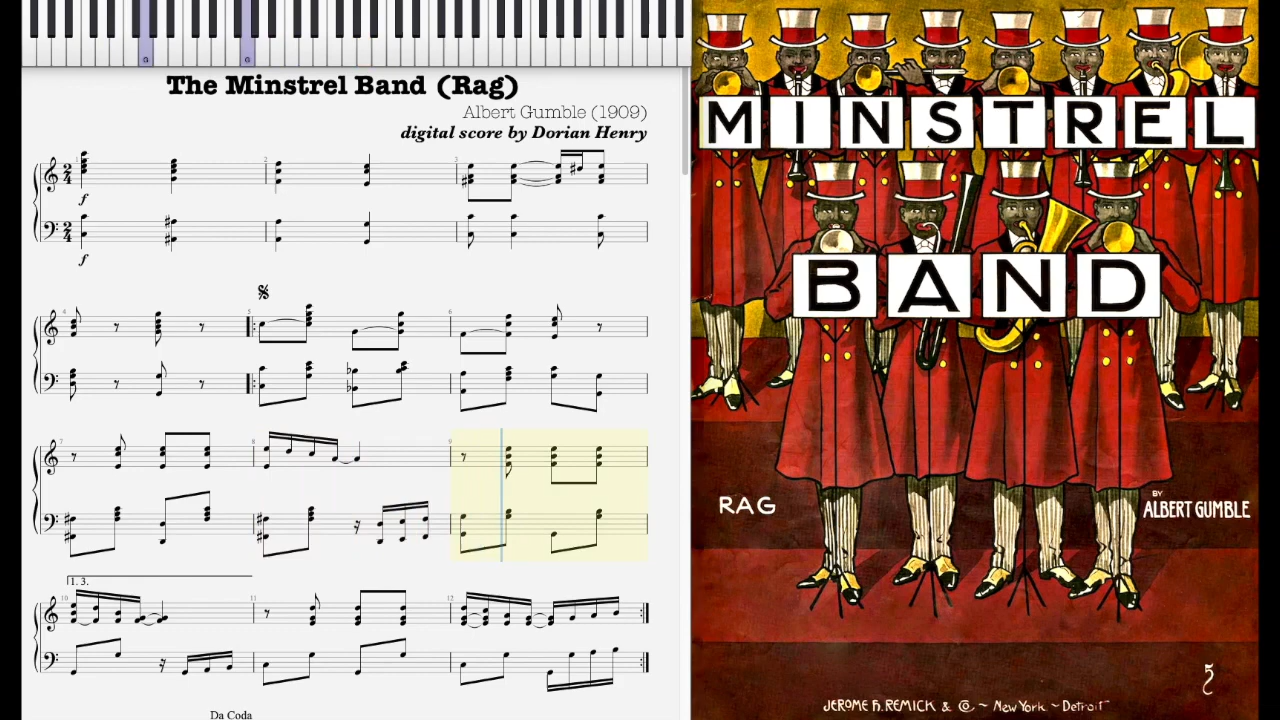 The Minstrel Band (Rag)
Albert Gumble (1909)
digital score by Dorian Henry
f
f
1. 3.
Da Coda
MINSTREL
BAND
RAG
BY
ALBERT GUMBLE
5
JEROME H. REMICK & CO. ~ NEW YORK ~ DETROIT